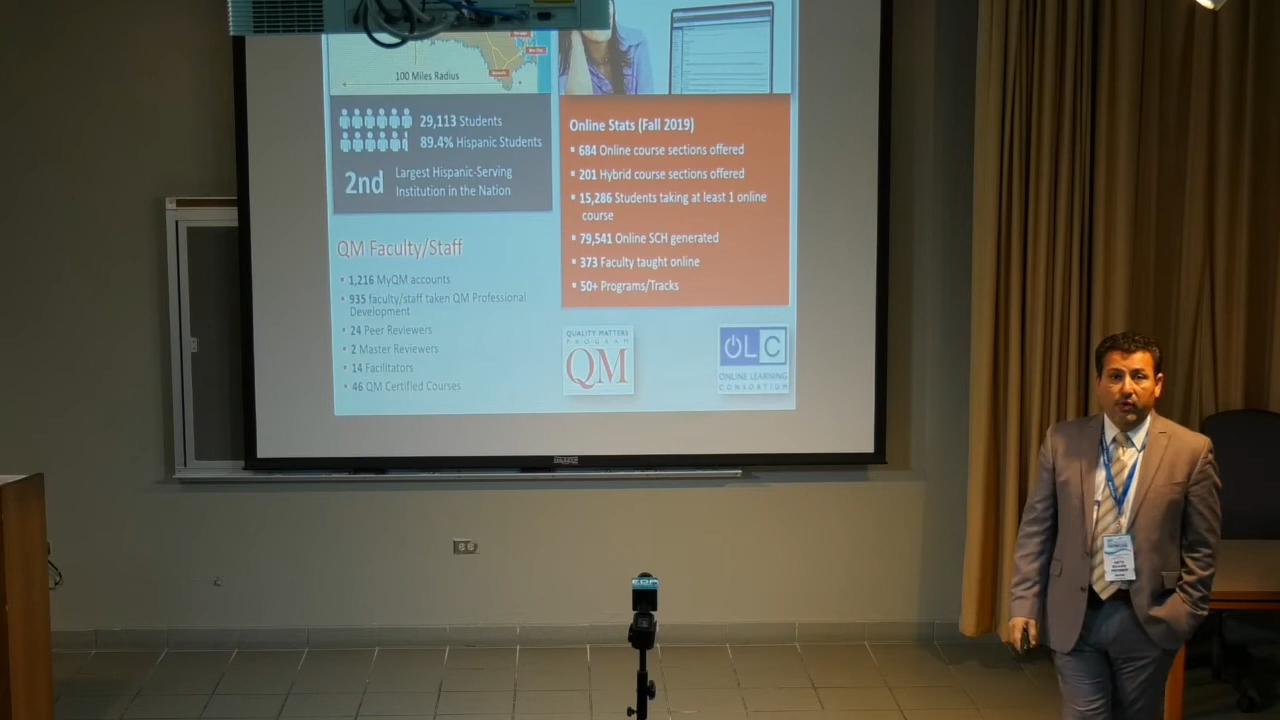 100 Miles Radius
29,113 Students
89.4% Hispanic Students
2nd
Largest Hispanic-Serving
Institution in the Nation
QM Faculty/Staff
▪ 1,216 MyQM accounts
▪ 935 faculty/staff taken QM Professional
Development
▪ 24 Peer Reviewers
▪ 2 Master Reviewers
▪ 14 Facilitators
▪ 46 QM Certified Courses
Online Stats (Fall 2019)
▪ 684 Online course sections offered
▪ 201 Hybrid course sections offered
▪ 15,286 Students taking at least 1 online
course
▪ 79,541 Online SCH generated
▪ 373 Faculty taught online
▪ 50+ Programs/Tracks
QUALITY MATTERS
PROGRAM
QM
OLC
ONLINE LEARNING
CONSORTIUM